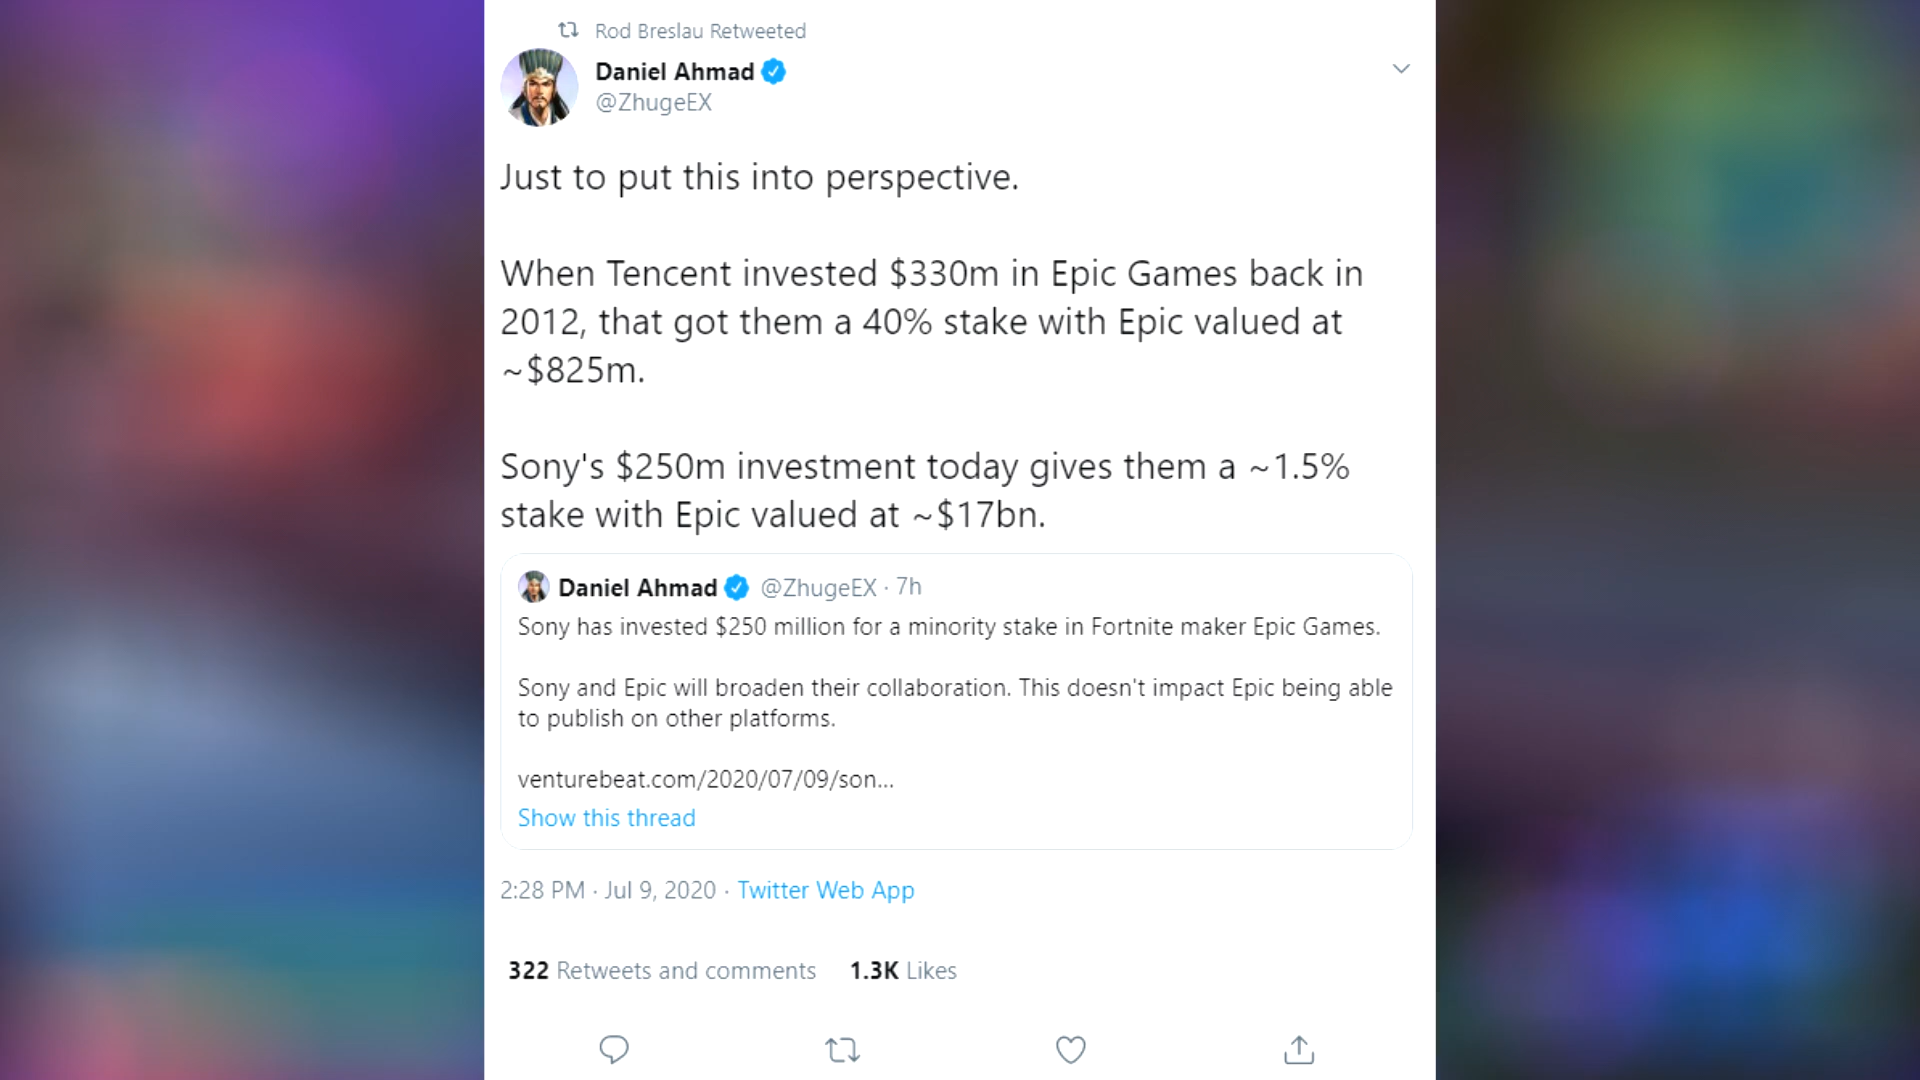 Rod Breslau Retweeted
Daniel Ahmad
@ZhugeEX
Just to put this into perspective.
When Tencent invested $330m in Epic Games back in
2012, that got them a 40% stake with Epic valued at
~$825m.
Sony's $250m investment today gives them a ~1.5%
stake with Epic valued at ~$17bn.
Daniel Ahmad @ZhugeEX · 7h
Sony has invested $250 million for a minority stake in Fortnite maker Epic Games.
Sony and Epic will broaden their collaboration. This doesn't impact Epic being able
to publish on other platforms.
venturebeat.com/2020/07/09/son...
Show this thread
2:28 PM · Jul 9, 2020 · Twitter Web App
322 Retweets and comments 1.3K Likes